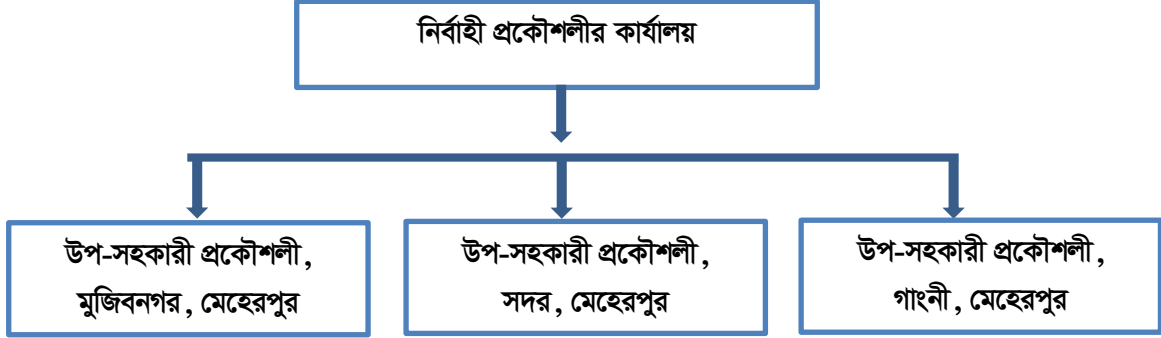 নির্বাহী প্রকৌশলীর কার্যালয়
উপ-সহকারী প্রকৌশলী,
মুজিবনগর, মেহেরপুর
উপ-সহকারী প্রকৌশলী,
সদর, মেহেরপুর
উপ-সহকারী প্রকৌশলী,
গাংনী, মেহেরপুর